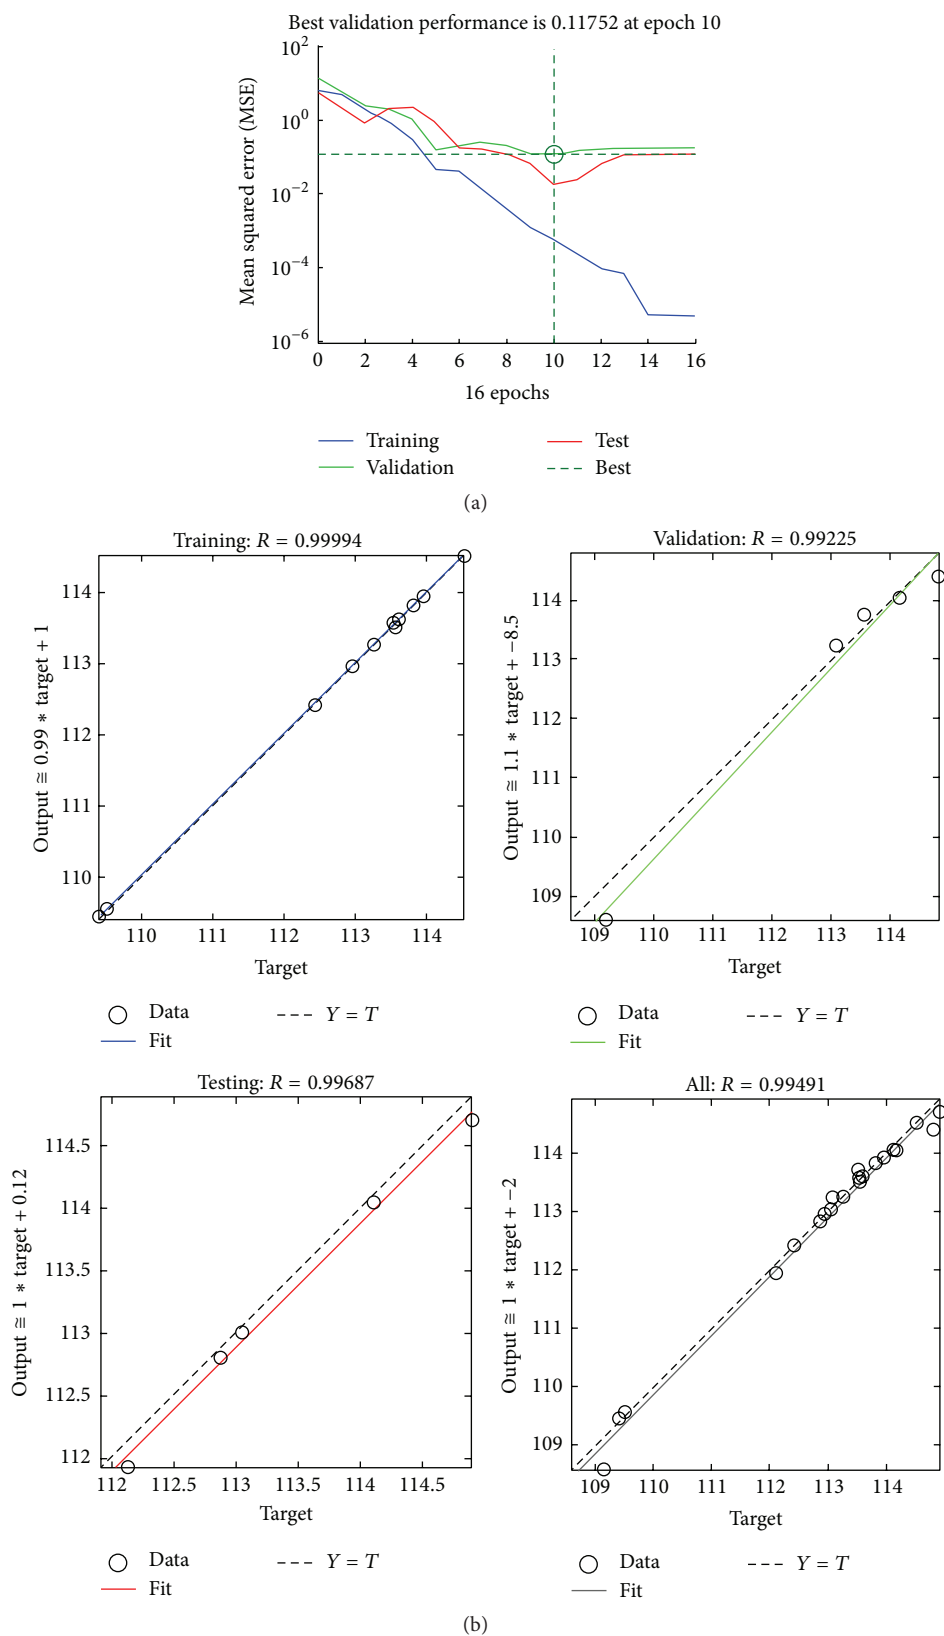 Best validation performance is 0.11752 at epoch 10
Mean squared error (MSE)
10²
10⁰
10⁻²
10⁻⁴
10⁻⁶
0 2 4 6 8 10 12 14 16
16 epochs
Training Test
Validation Best
(a)
Training: R = 0.99994
Output ≅ 0.99 ∗ target + 1
114
113
112
111
110
110 111 112 113 114
Target
Data Y = T
Fit
Validation: R = 0.99225
Output ≅ 1.1 ∗ target + −8.5
114
113
112
111
110
109
109 110 111 112 113 114
Target
Data Y = T
Fit
Testing: R = 0.99687
Output ≅ 1 ∗ target + 0.12
114.5
114
113.5
113
112.5
112
112 112.5 113 113.5 114 114.5
Target
Data Y = T
Fit
All: R = 0.99491
Output ≅ 1 ∗ target + −2
114
113
112
111
110
109
109 110 111 112 113 114
Target
Data Y = T
Fit
(b)